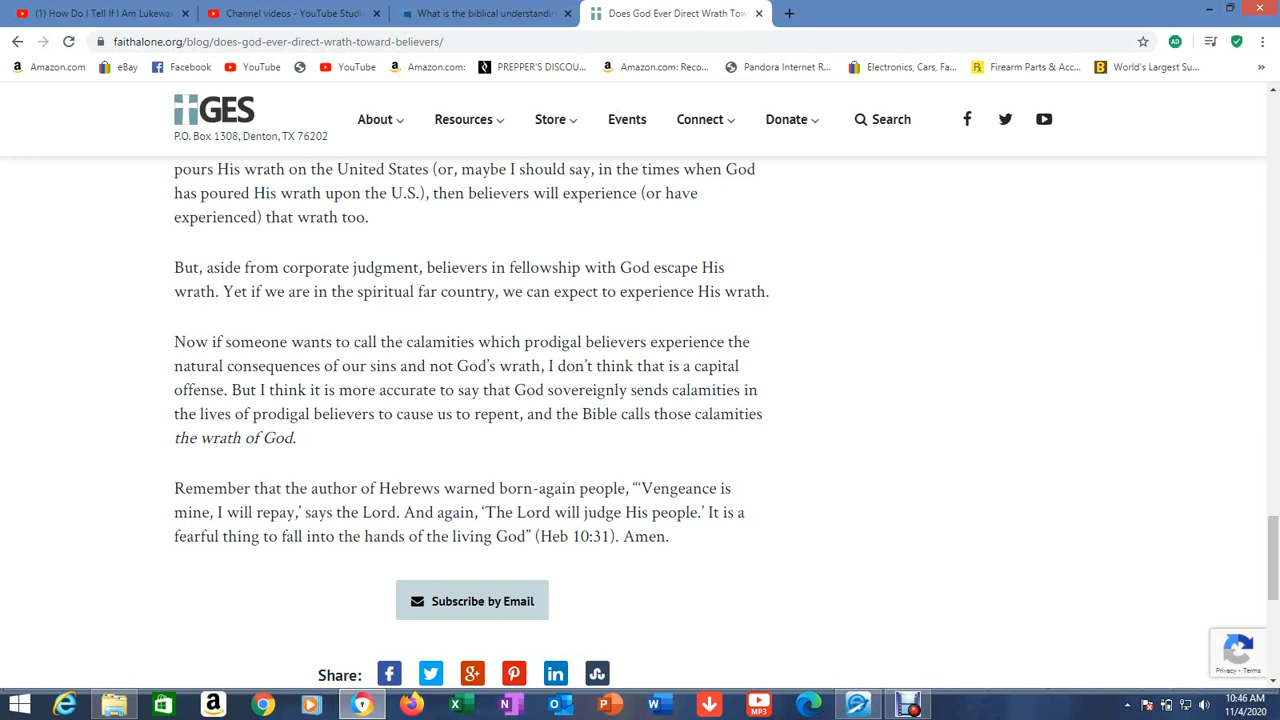 (1) How Do I Tell If I Am Lukewar
Channel videos - YouTube Studi
What is the biblical understandin
Does God Ever Direct Wrath Tow
faithalone.org/blog/does-god-ever-direct-wrath-toward-believers/
AD
Amazon.com
eBay
Facebook
YouTube
YouTube
Amazon.com:
PREPPER'S DISCOU...
Amazon.com: Reco...
Pandora Internet R...
Electronics, Cars, Fa...
Firearm Parts & Acc...
World's Largest Su...
GES
P.O. Box 1308, Denton, TX 76202
About
Resources
Store
Events
Connect
Donate
Search
pours His wrath on the United States (or, maybe I should say, in the times when God
has poured His wrath upon the U.S.), then believers will experience (or have
experienced) that wrath too.
But, aside from corporate judgment, believers in fellowship with God escape His
wrath. Yet if we are in the spiritual far country, we can expect to experience His wrath.
Now if someone wants to call the calamities which prodigal believers experience the
natural consequences of our sins and not God's wrath, I don't think that is a capital
offense. But I think it is more accurate to say that God sovereignly sends calamities in
the lives of prodigal believers to cause us to repent, and the Bible calls those calamities
the wrath of God.
Remember that the author of Hebrews warned born-again people, “‘Vengeance is
mine, I will repay,’ says the Lord. And again, ‘The Lord will judge His people.’ It is a
fearful thing to fall into the hands of the living God” (Heb 10:31). Amen.
Subscribe by Email
Share:
Privacy - Terms
MP3
10:46 AM
11/4/2020